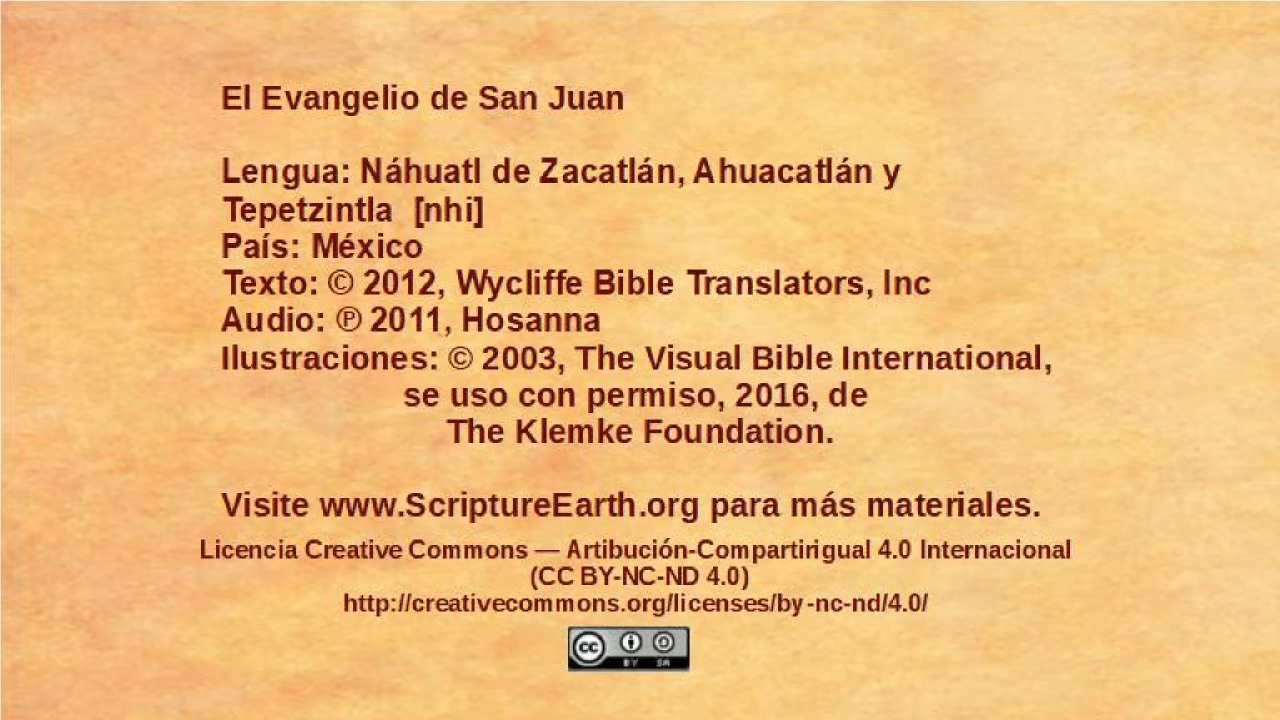 El Evangelio de San Juan
Lengua: Náhuatl de Zacatlán, Ahuacatlán y
Tepetzintla [nhi]
País: México
Texto: © 2012, Wycliffe Bible Translators, Inc
Audio: ℗ 2011, Hosanna
Ilustraciones: © 2003, The Visual Bible International,
se uso con permiso, 2016, de
The Klemke Foundation.
Visite www.ScriptureEarth.org para más materiales.
Licencia Creative Commons — Artibución-Compartirigual 4.0 Internacional
(CC BY-NC-ND 4.0)
http://creativecommons.org/licenses/by-nc-nd/4.0/
cc
BY SA